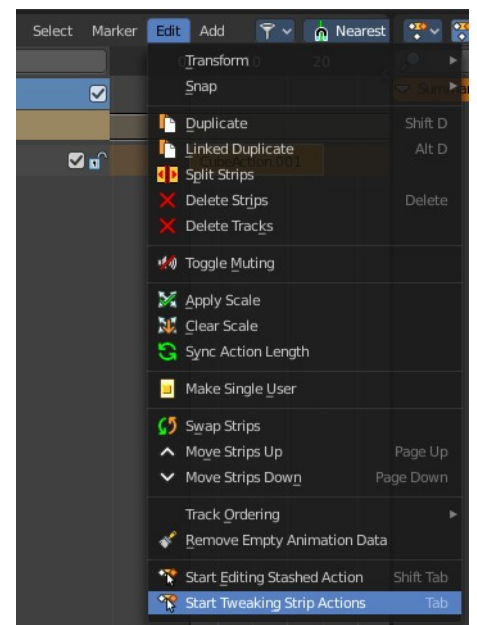 Select Marker Edit Add Nearest
Transform
20
Snap
Duplicate Shift D
Linked Duplicate Alt D
CubeAction.001
Split Strips
Delete Strips Delete
Delete Tracks
Toggle Muting
Apply Scale
Clear Scale
Sync Action Length
Make Single User
Swap Strips
Move Strips Up Page Up
Move Strips Down Page Down
Track Ordering
Remove Empty Animation Data
Start Editing Stashed Action Shift Tab
Start Tweaking Strip Actions Tab